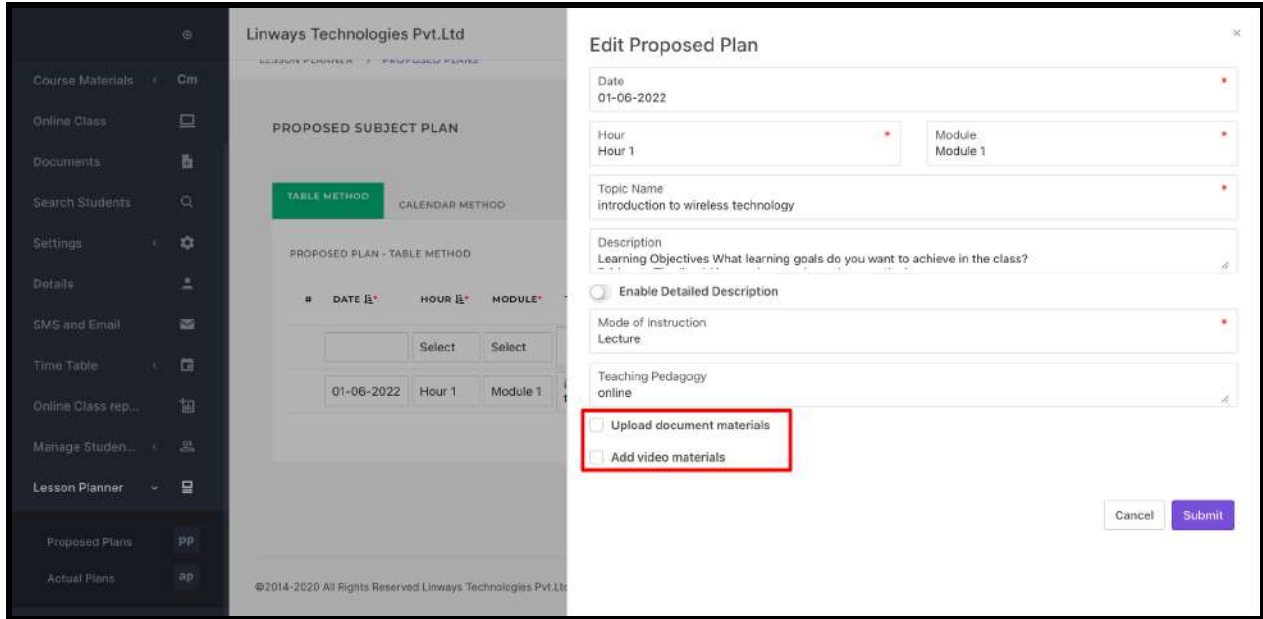 Linways Technologies Pvt.Ltd
LESSON PLANNER / PROPOSED PLANS
Course Materials Cm
Online Class
Documents
Search Students
Settings
Details
SMS and Email
Time Table
Online Class rep...
Manage Studen...
Lesson Planner
Proposed Plans PP
Actual Plans ap
PROPOSED SUBJECT PLAN
TABLE METHOD CALENDAR METHOD
PROPOSED PLAN - TABLE METHOD
# DATE * HOUR * MODULE*
Select Select
01-06-2022 Hour 1 Module 1
©2014-2020 All Rights Reserved Linways Technologies Pvt.Ltd
Edit Proposed Plan
×
Date *
01-06-2022
Hour * Module *
Hour 1 Module 1
Topic Name *
introduction to wireless technology
Description
Learning Objectives What learning goals do you want to achieve in the class?
Enable Detailed Description
Mode of Instruction *
Lecture
Teaching Pedagogy
online
Upload document materials
Add video materials
Cancel Submit